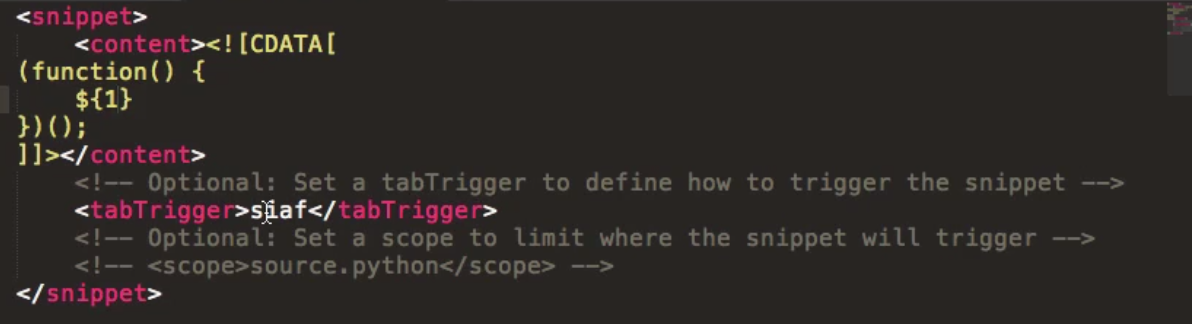 <snippet>
    <content><![CDATA[
(function() {
    ${1}
})();
]]></content>
    <!-- Optional: Set a tabTrigger to define how to trigger the snippet -->
    <tabTrigger>siaf</tabTrigger>
    <!-- Optional: Set a scope to limit where the snippet will trigger -->
    <!-- <scope>source.python</scope> -->
</snippet>